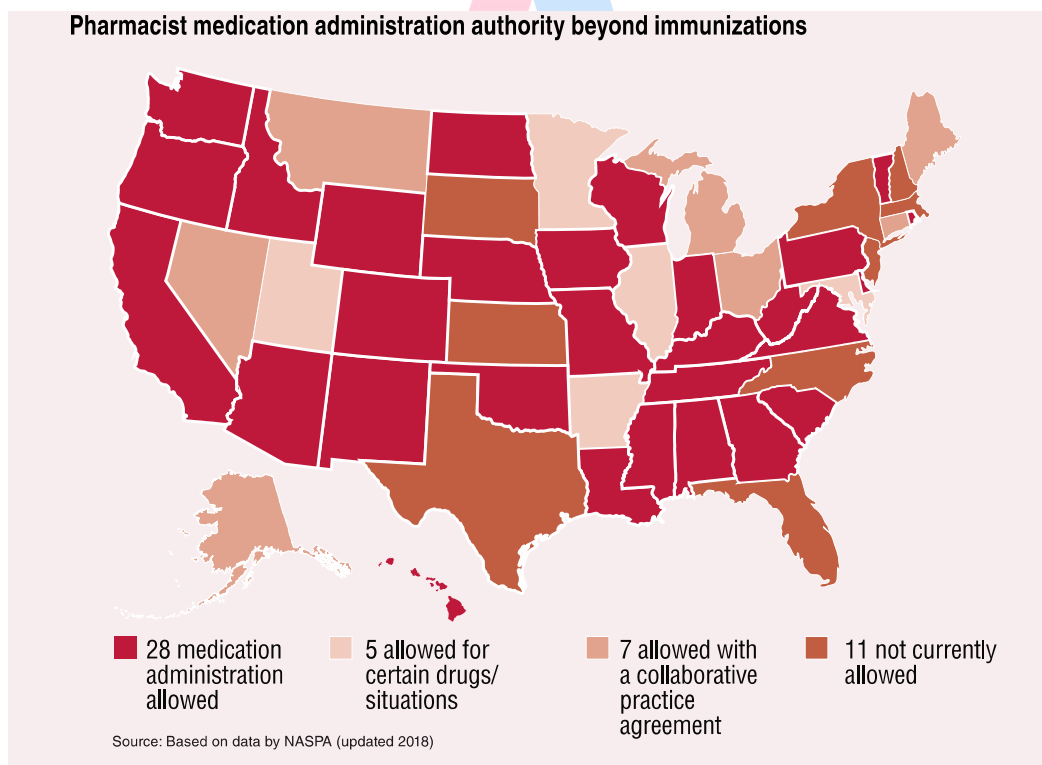 Pharmacist medication administration authority beyond immunizations
28 medication
administration
allowed
5 allowed for
certain drugs/
situations
7 allowed with
a collaborative
practice
agreement
11 not currently
allowed
Source: Based on data by NASPA (updated 2018)